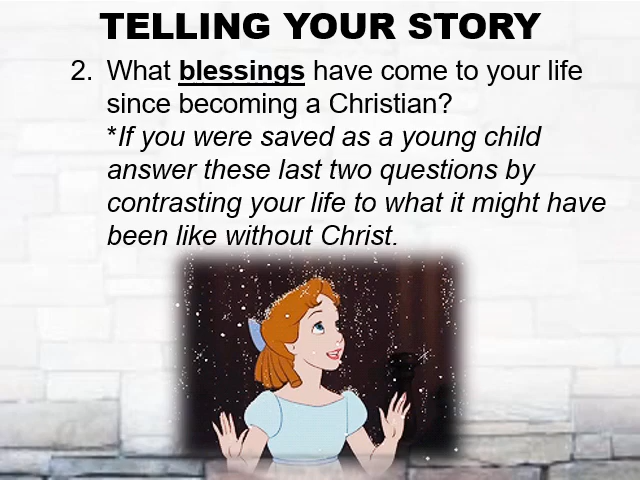 TELLING YOUR STORY
2. What blessings have come to your life
since becoming a Christian?
*If you were saved as a young child
answer these last two questions by
contrasting your life to what it might have
been like without Christ.